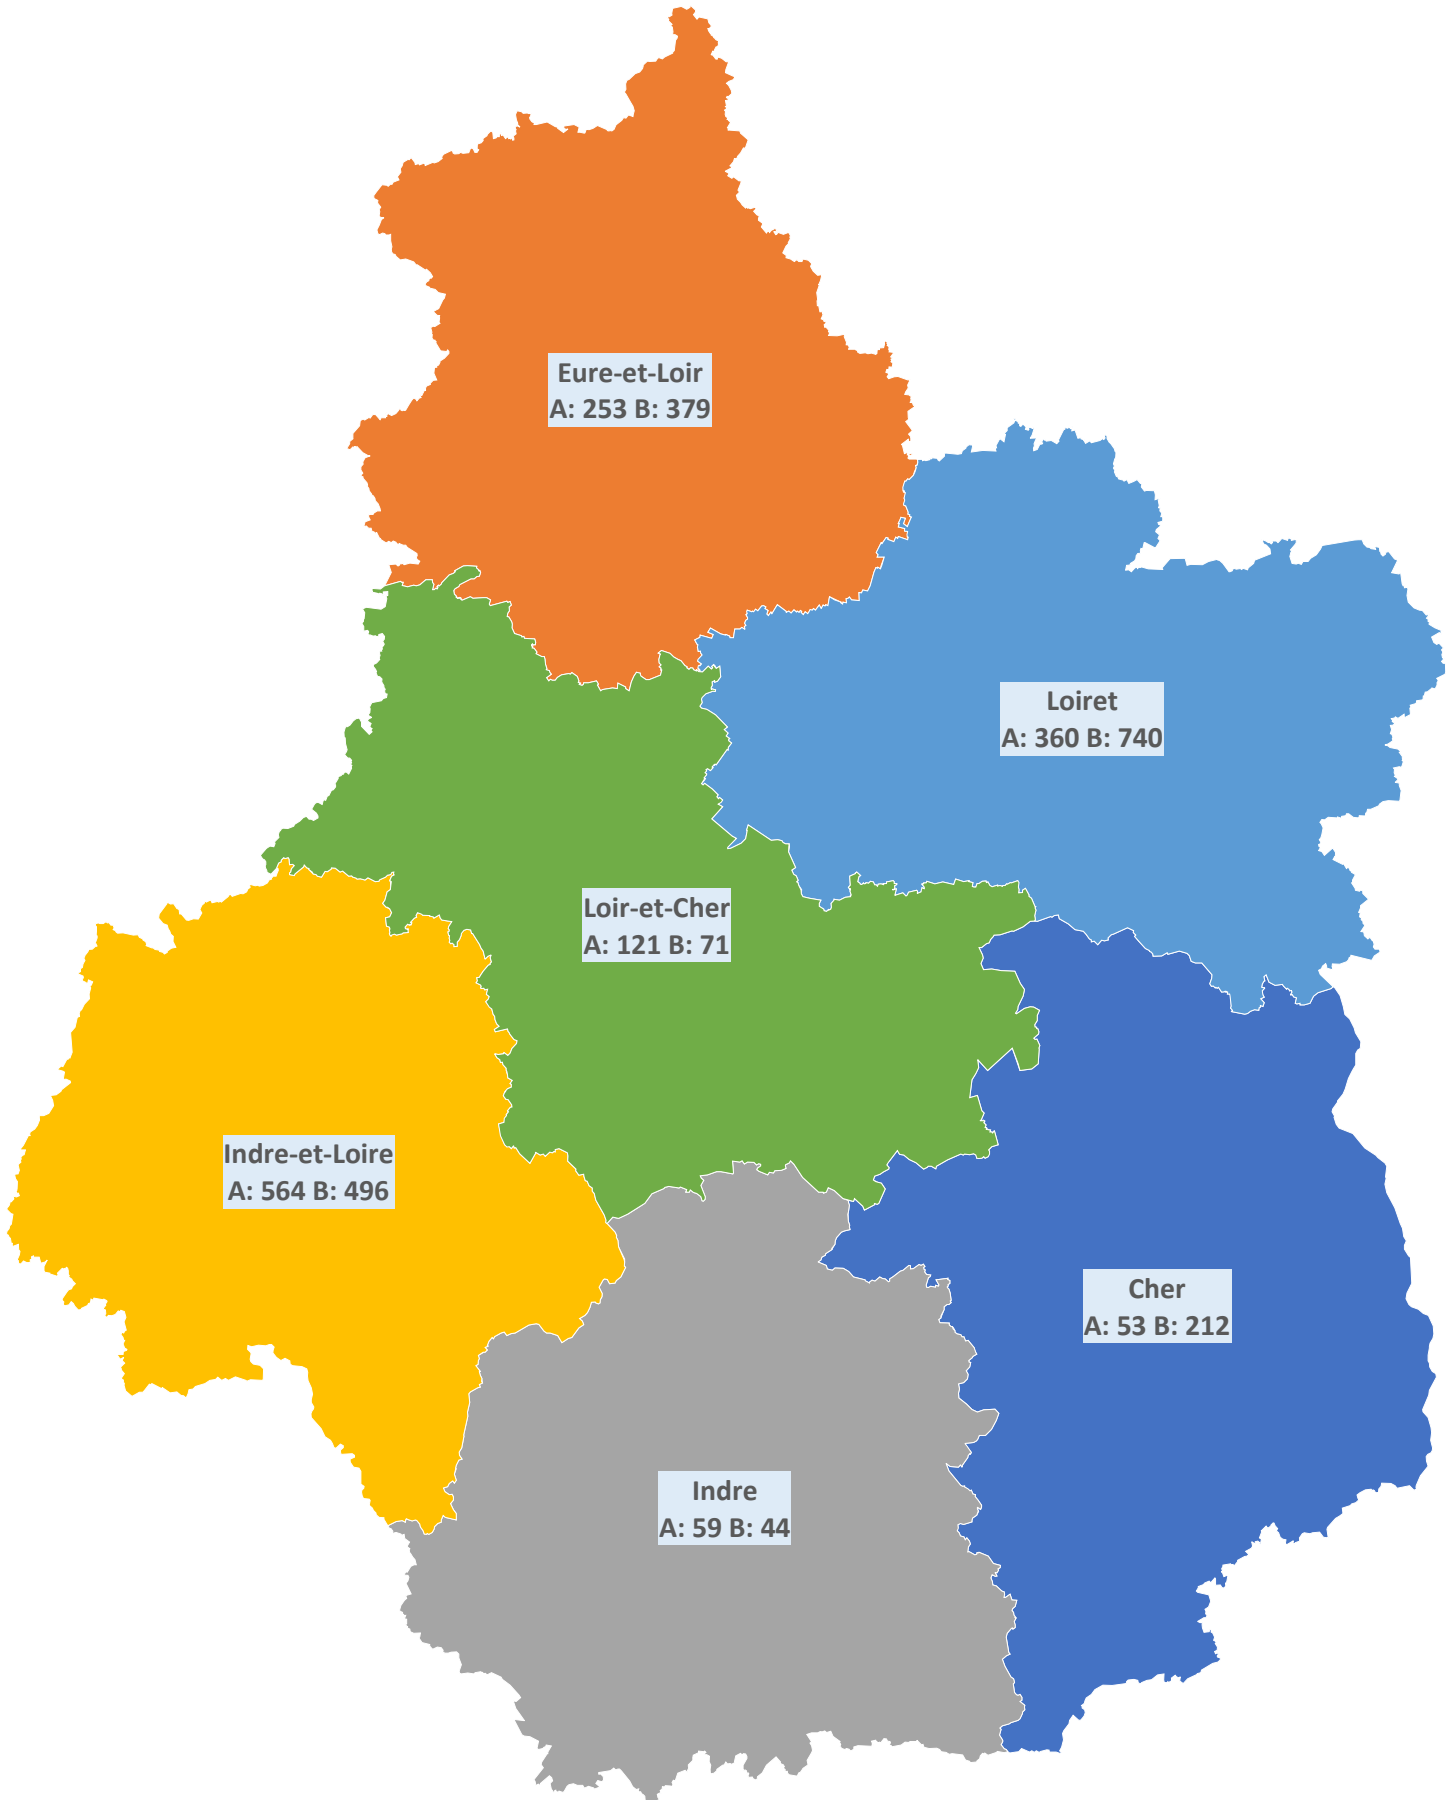 Eure-et-Loir
A: 253 B: 379
Loiret
A: 360 B: 740
Loir-et-Cher
A: 121 B: 71
Indre-et-Loire
A: 564 B: 496
Cher
A: 53 B: 212
Indre
A: 59 B: 44